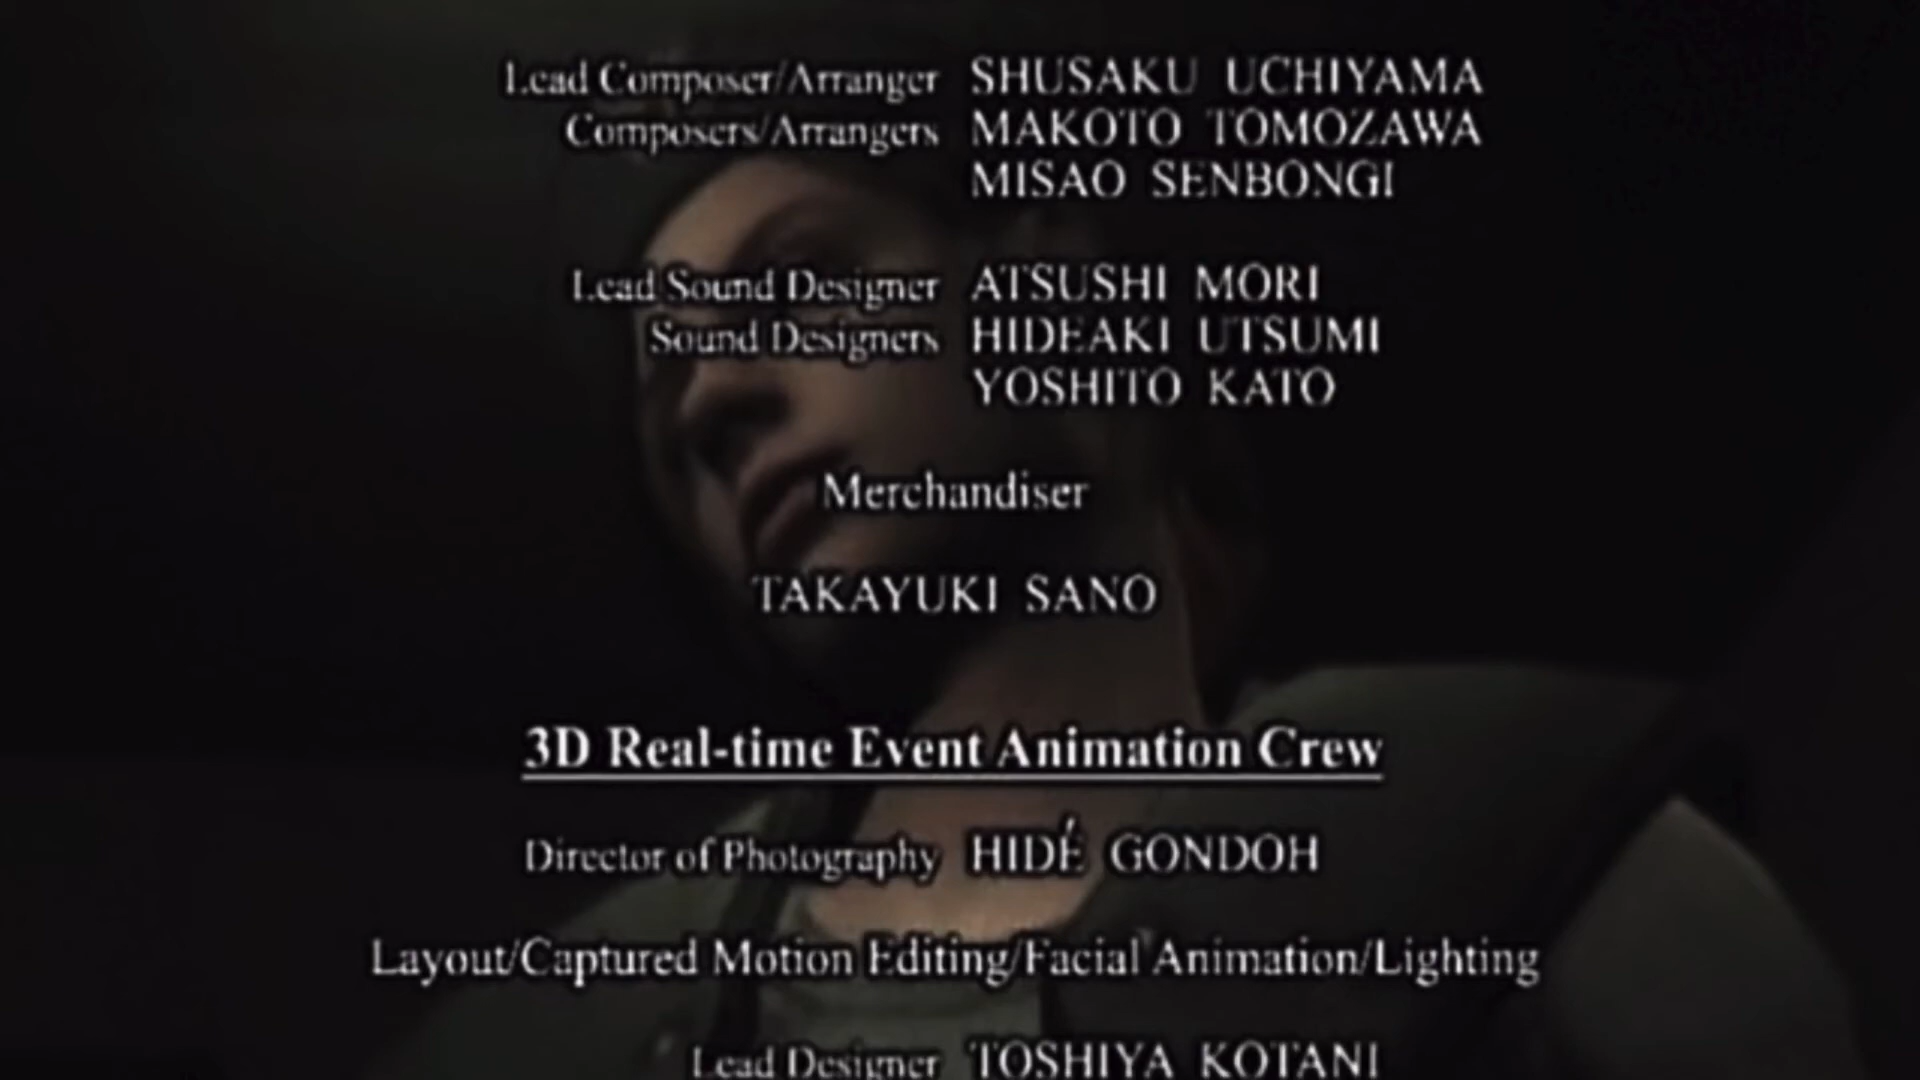 Lead Composer/Arranger SHUSAKU UCHIYAMA
Composers/Arrangers MAKOTO TOMOZAWA
MISAO SENBONGI
Lead Sound Designer ATSUSHI MORI
Sound Designers HIDEAKI UTSUMI
YOSHITO KATO
Merchandiser
TAKAYUKI SANO
3D Real-time Event Animation Crew
Director of Photography HIDÉ GONDOH
Layout/Captured Motion Editing/Facial Animation/Lighting
Lead Designer TOSHIYA KOTANI